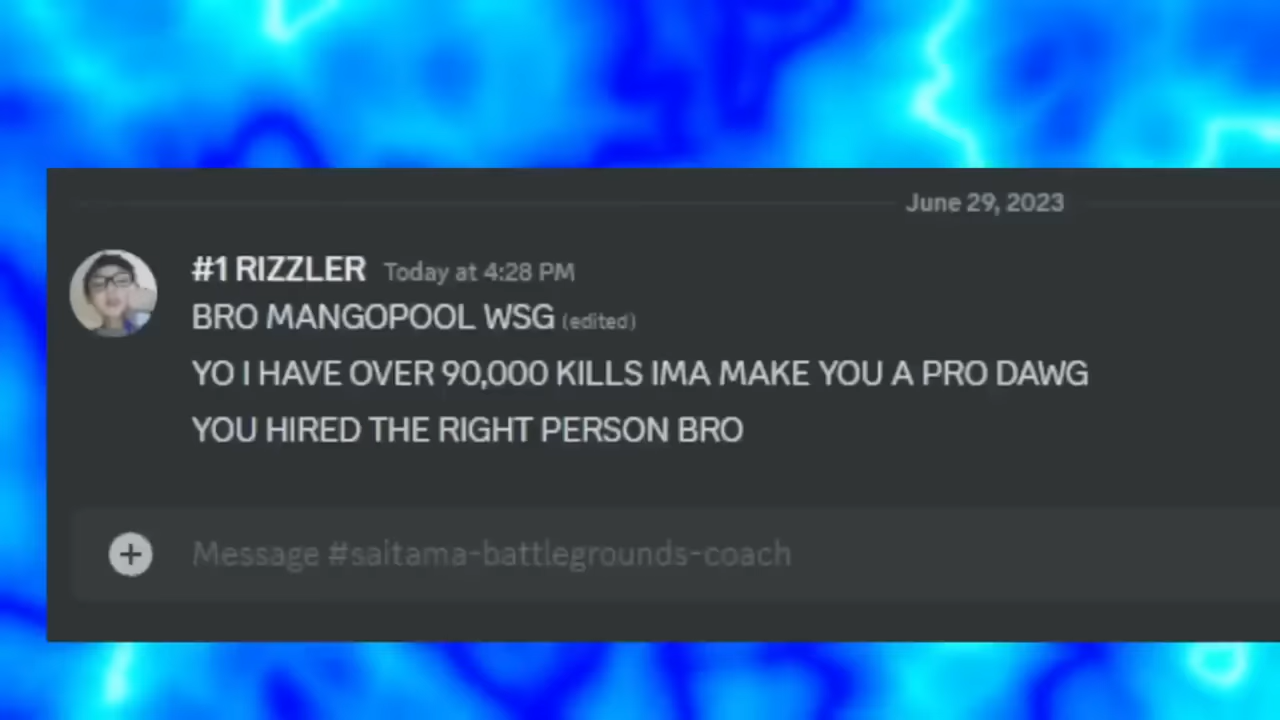 June 29, 2023
#1 RIZZLER Today at 4:28 PM
BRO MANGOPOOL WSG (edited)
YO I HAVE OVER 90,000 KILLS IMA MAKE YOU A PRO DAWG
YOU HIRED THE RIGHT PERSON BRO
Message #saitama-battlegrounds-coach